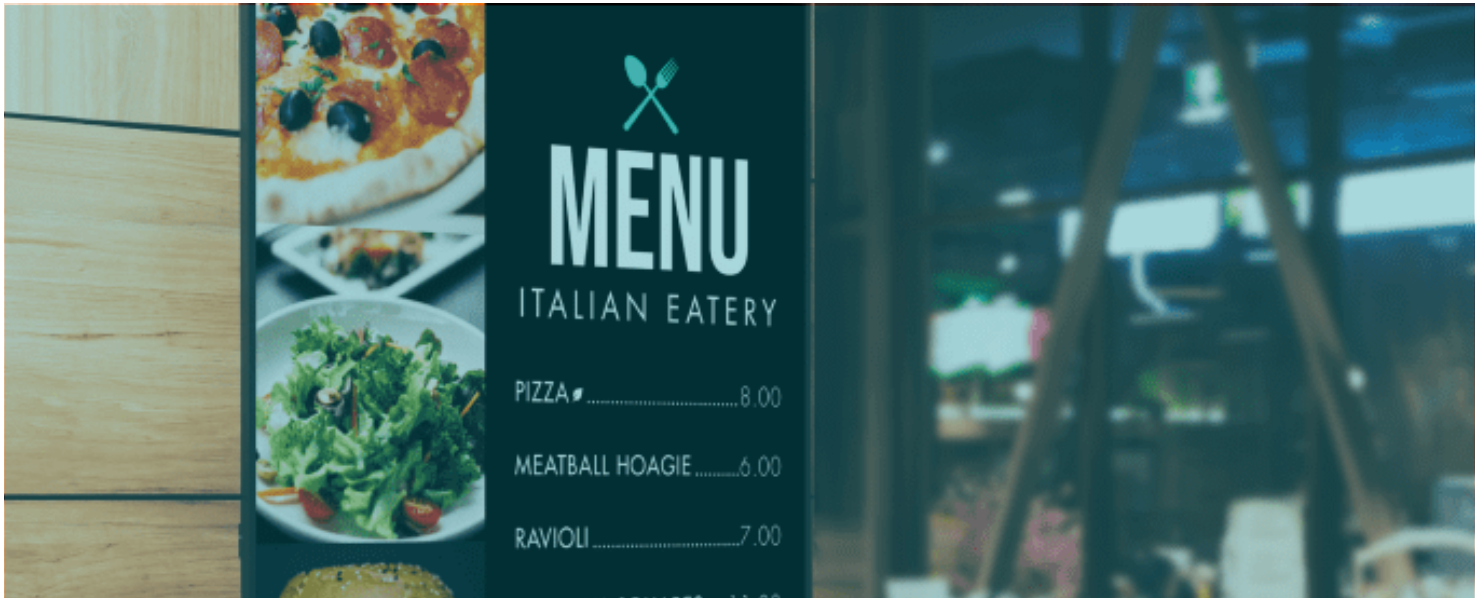 MENU
ITALIAN EATERY
PIZZA ........................ 8.00
MEATBALL HOAGIE ......... 6.00
RAVIOLI ........................ 7.00